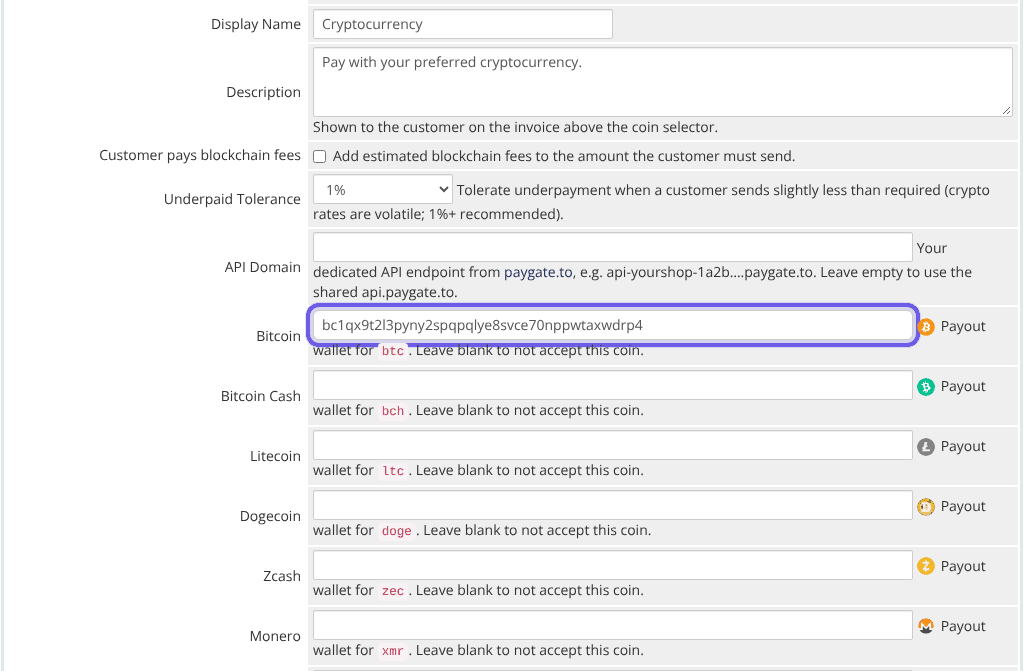 Display Name Cryptocurrency
Pay with your preferred cryptocurrency.
Description
Shown to the customer on the invoice above the coin selector.
Customer pays blockchain fees Add estimated blockchain fees to the amount the customer must send.
Underpaid Tolerance 1% Tolerate underpayment when a customer sends slightly less than required (crypto
rates are volatile; 1%+ recommended).
API Domain Your
dedicated API endpoint from paygate.to, e.g. api-yourshop-1a2b....paygate.to. Leave empty to use the
shared api.paygate.to.
Bitcoin bc1qx9t2l3pyny2spqpqlye8svce70nppwtaxwdrp4 Payout
wallet for btc . Leave blank to not accept this coin.
Bitcoin Cash Payout
wallet for bch . Leave blank to not accept this coin.
Litecoin Payout
wallet for ltc . Leave blank to not accept this coin.
Dogecoin Payout
wallet for doge . Leave blank to not accept this coin.
Zcash Payout
wallet for zec . Leave blank to not accept this coin.
Monero Payout
wallet for xmr . Leave blank to not accept this coin.